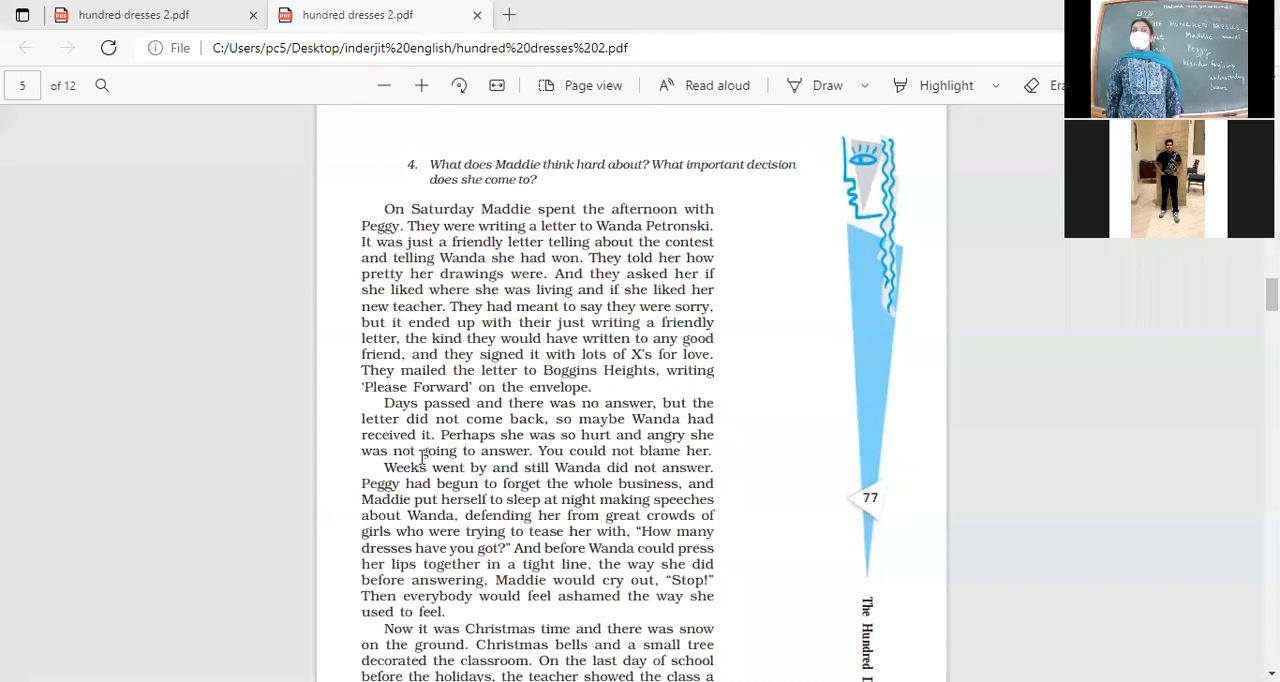 hundred dresses 2.pdf
hundred dresses 2.pdf
File
C:/Users/pc5/Desktop/inderjit%20english/hundred%20dresses%202.pdf
5
of 12
Page view
Read aloud
Draw
Highlight
Era
4. What does Maddie think hard about? What important decision
does she come to?
On Saturday Maddie spent the afternoon with
Peggy. They were writing a letter to Wanda Petronski.
It was just a friendly letter telling about the contest
and telling Wanda she had won. They told her how
pretty her drawings were. And they asked her if
she liked where she was living and if she liked her
new teacher. They had meant to say they were sorry,
but it ended up with their just writing a friendly
letter, the kind they would have written to any good
friend, and they signed it with lots of X's for love.
They mailed the letter to Boggins Heights, writing
‘Please Forward’ on the envelope.
Days passed and there was no answer, but the
letter did not come back, so maybe Wanda had
received it. Perhaps she was so hurt and angry she
was not going to answer. You could not blame her.
Weeks went by and still Wanda did not answer.
Peggy had begun to forget the whole business, and
Maddie put herself to sleep at night making speeches
about Wanda, defending her from great crowds of
girls who were trying to tease her with, “How many
dresses have you got?” And before Wanda could press
her lips together in a tight line, the way she did
before answering, Maddie would cry out, “Stop!”
Then everybody would feel ashamed the way she
used to feel.
Now it was Christmas time and there was snow
on the ground. Christmas bells and a small tree
decorated the classroom. On the last day of school
before the holidays, the teacher showed the class a
77
The Hundred D
Maddie
Peggy